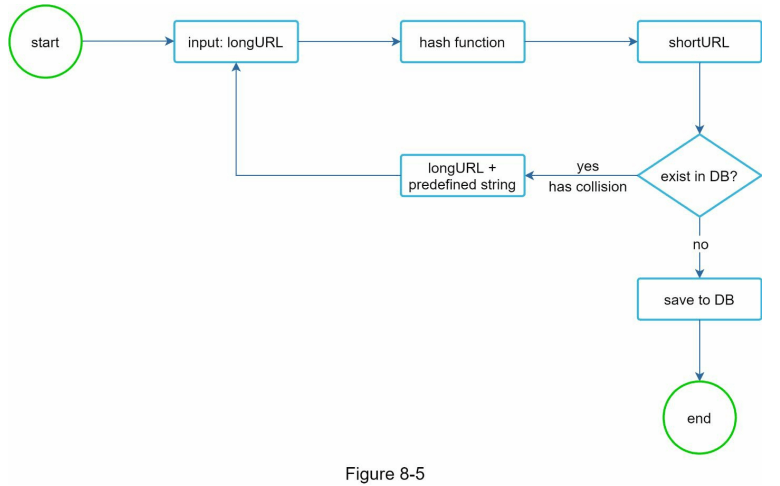 start
input: longURL
hash function
shortURL
longURL +
predefined string
yes
has collision
exist in DB?
no
save to DB
end
Figure 8-5